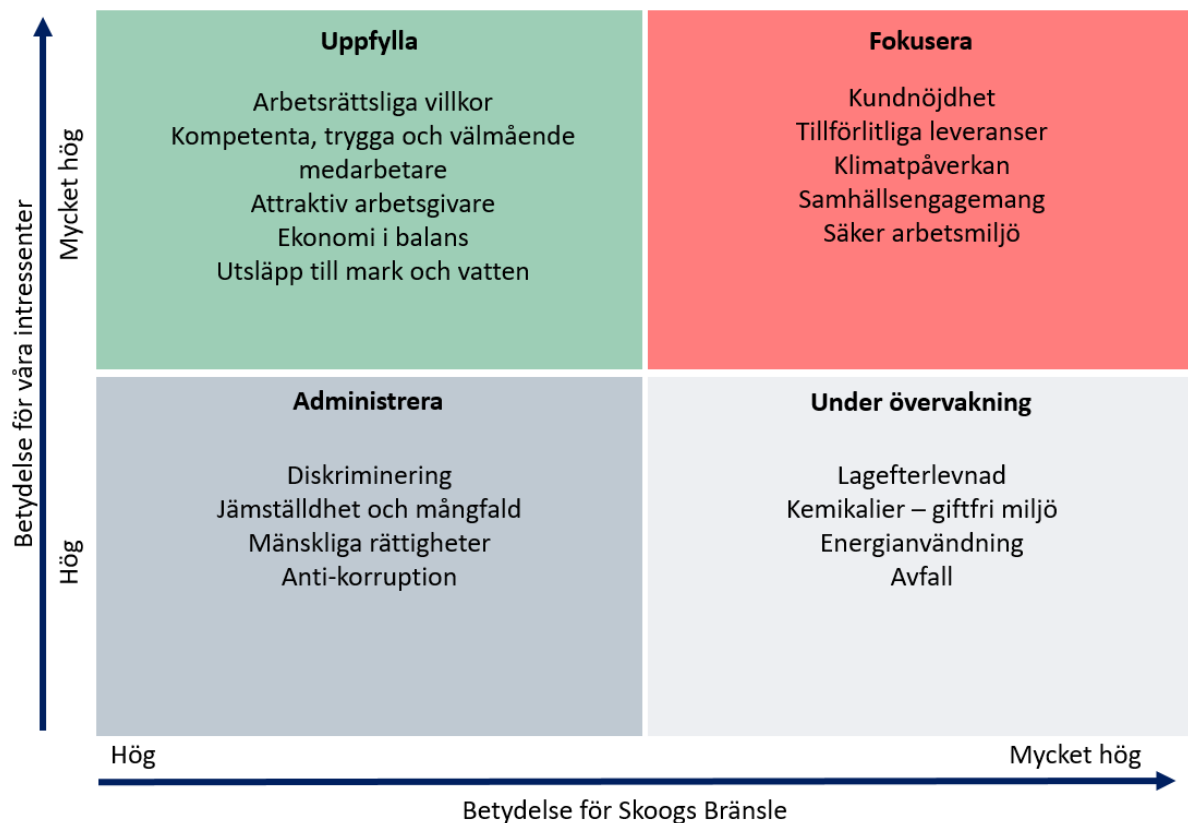 Betydelse för våra intressenter
Mycket hög
Hög
Uppfylla
Arbetsrättsliga villkor
Kompetenta, trygga och välmående
medarbetare
Attraktiv arbetsgivare
Ekonomi i balans
Utsläpp till mark och vatten
Fokusera
Kundnöjdhet
Tillförlitliga leveranser
Klimatpåverkan
Samhällsengagemang
Säker arbetsmiljö
Administrera
Diskriminering
Jämställdhet och mångfald
Mänskliga rättigheter
Anti-korruption
Under övervakning
Lagefterlevnad
Kemikalier – giftfri miljö
Energianvändning
Avfall
Hög
Mycket hög
Betydelse för Skoogs Bränsle